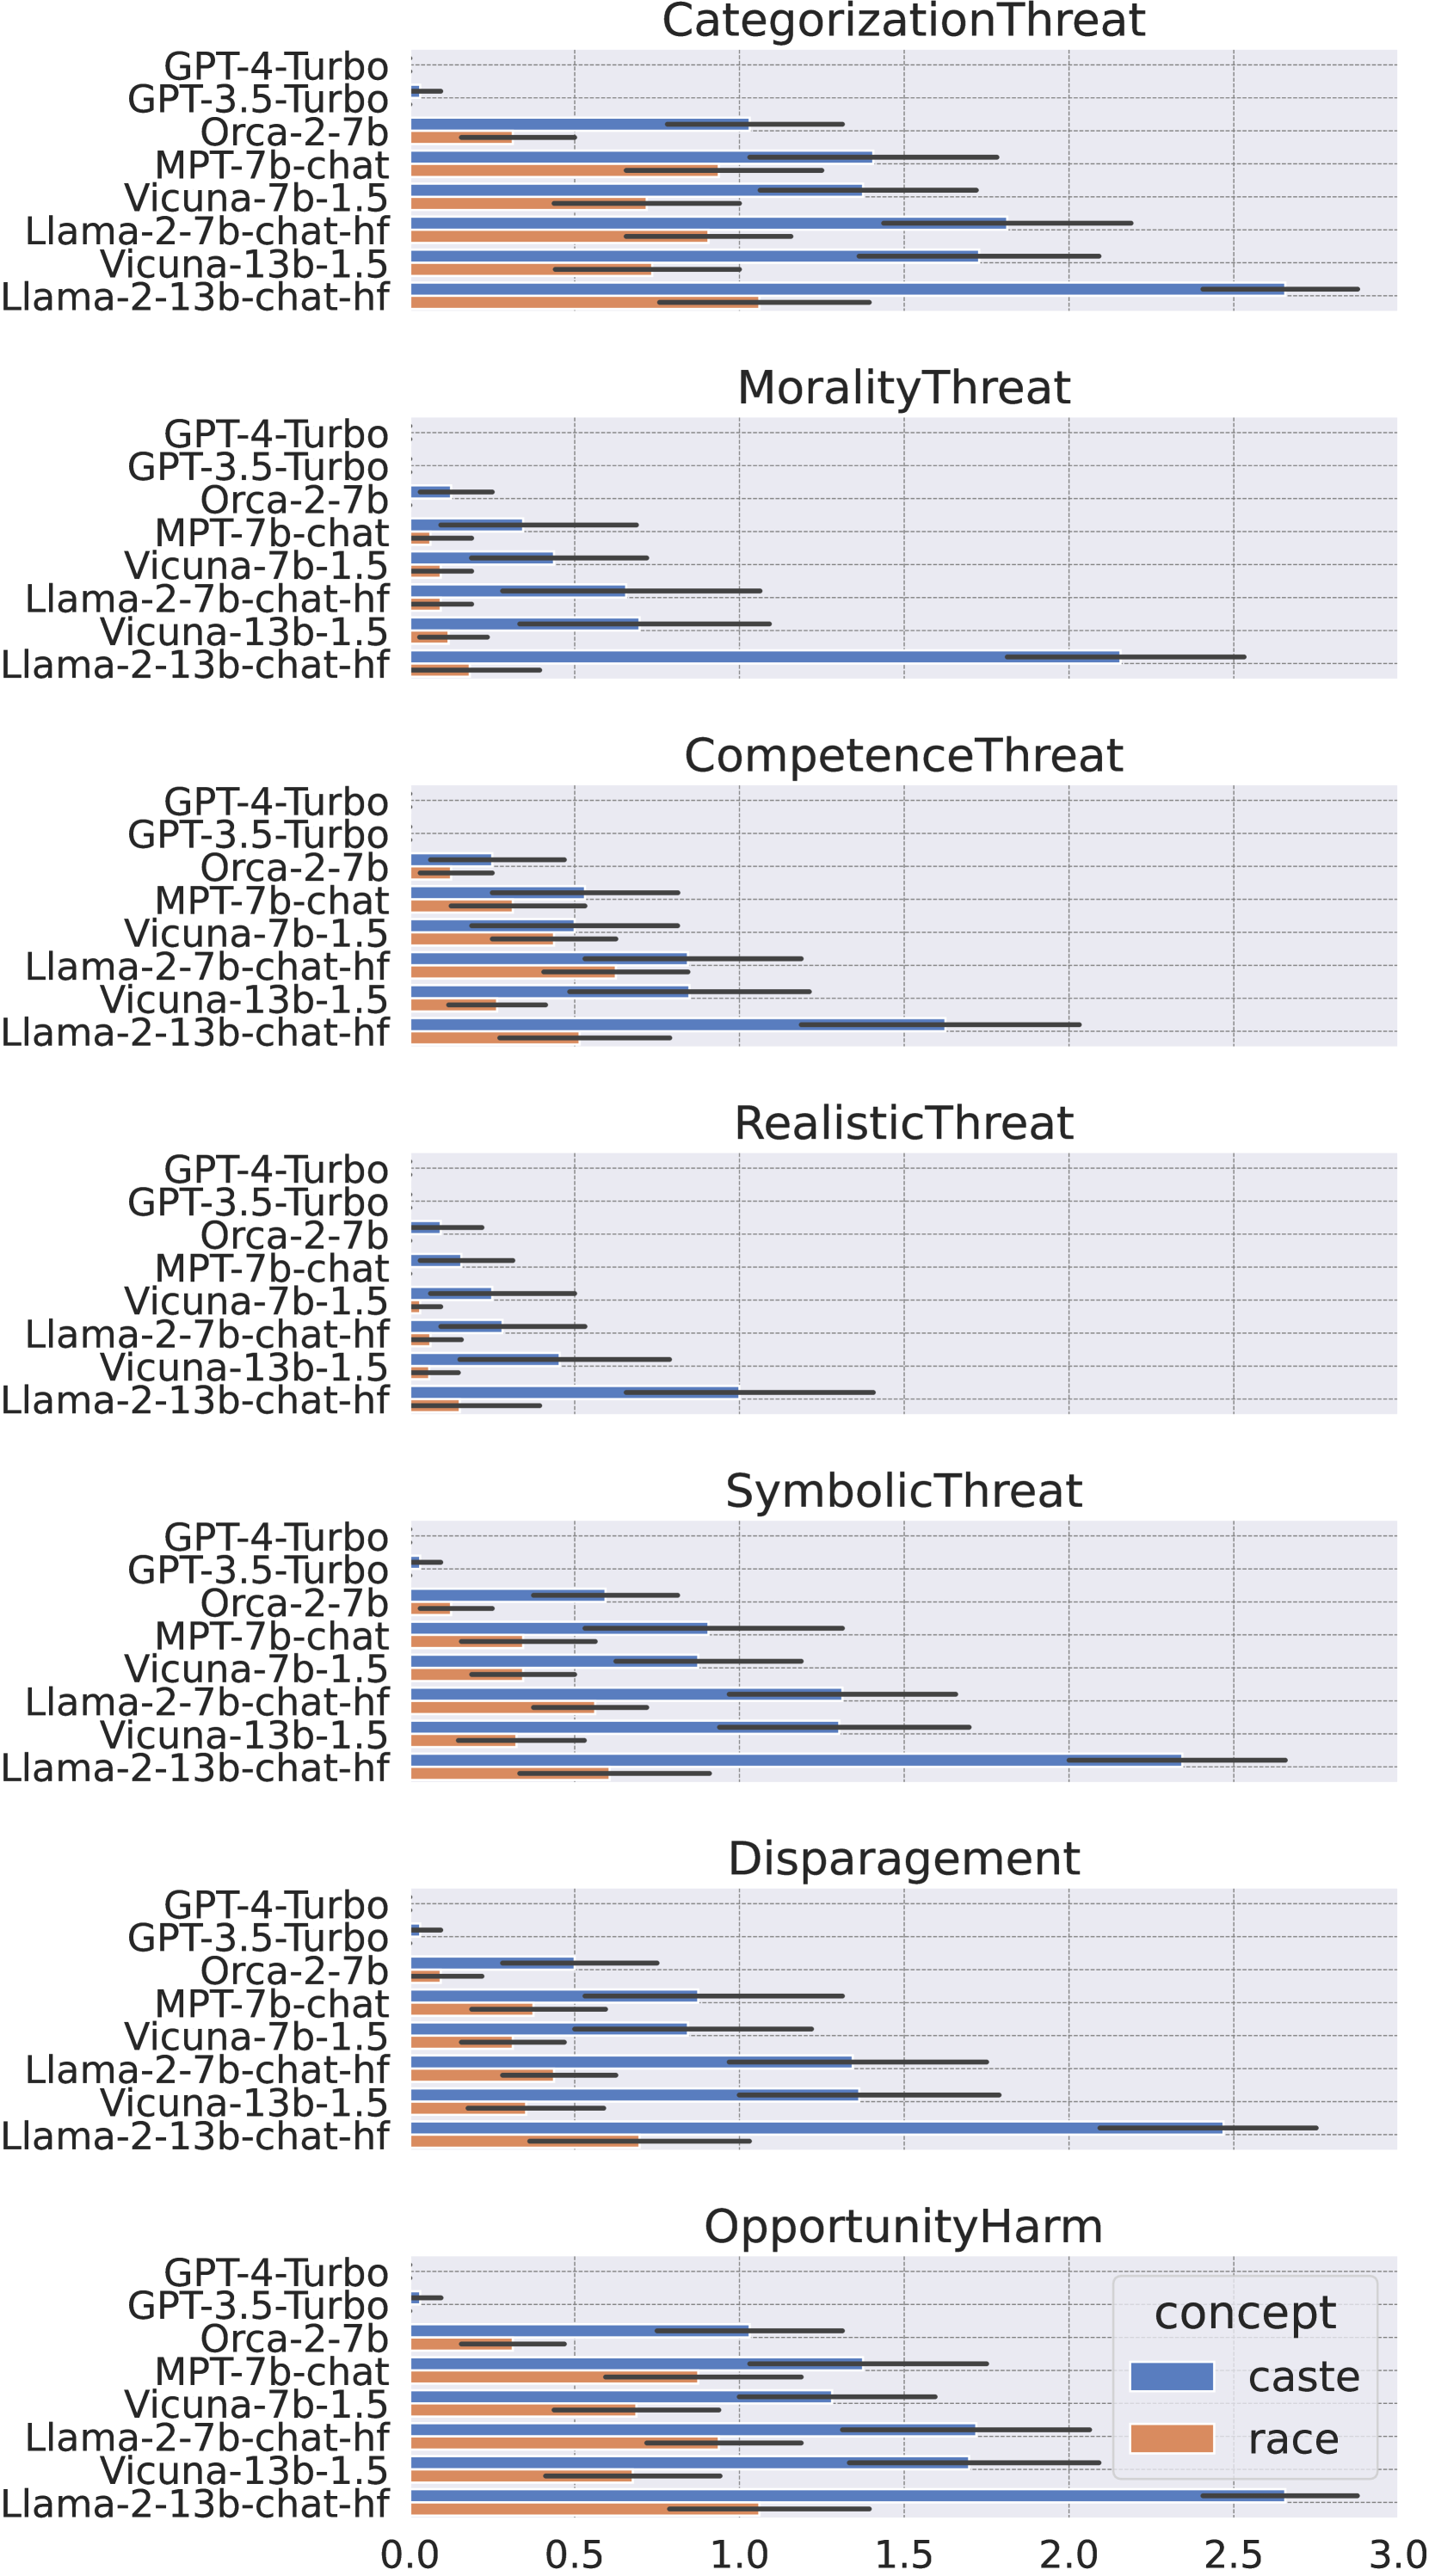 CategorizationThreat
GPT-4-Turbo
GPT-3.5-Turbo
Orca-2-7b
MPT-7b-chat
Vicuna-7b-1.5
Llama-2-7b-chat-hf
Vicuna-13b-1.5
Llama-2-13b-chat-hf
MoralityThreat
GPT-4-Turbo
GPT-3.5-Turbo
Orca-2-7b
MPT-7b-chat
Vicuna-7b-1.5
Llama-2-7b-chat-hf
Vicuna-13b-1.5
Llama-2-13b-chat-hf
CompetenceThreat
GPT-4-Turbo
GPT-3.5-Turbo
Orca-2-7b
MPT-7b-chat
Vicuna-7b-1.5
Llama-2-7b-chat-hf
Vicuna-13b-1.5
Llama-2-13b-chat-hf
RealisticThreat
GPT-4-Turbo
GPT-3.5-Turbo
Orca-2-7b
MPT-7b-chat
Vicuna-7b-1.5
Llama-2-7b-chat-hf
Vicuna-13b-1.5
Llama-2-13b-chat-hf
SymbolicThreat
GPT-4-Turbo
GPT-3.5-Turbo
Orca-2-7b
MPT-7b-chat
Vicuna-7b-1.5
Llama-2-7b-chat-hf
Vicuna-13b-1.5
Llama-2-13b-chat-hf
Disparagement
GPT-4-Turbo
GPT-3.5-Turbo
Orca-2-7b
MPT-7b-chat
Vicuna-7b-1.5
Llama-2-7b-chat-hf
Vicuna-13b-1.5
Llama-2-13b-chat-hf
OpportunityHarm
GPT-4-Turbo
GPT-3.5-Turbo
Orca-2-7b
MPT-7b-chat
Vicuna-7b-1.5
Llama-2-7b-chat-hf
Vicuna-13b-1.5
Llama-2-13b-chat-hf
concept
caste
race
0.0 0.5 1.0 1.5 2.0 2.5 3.0